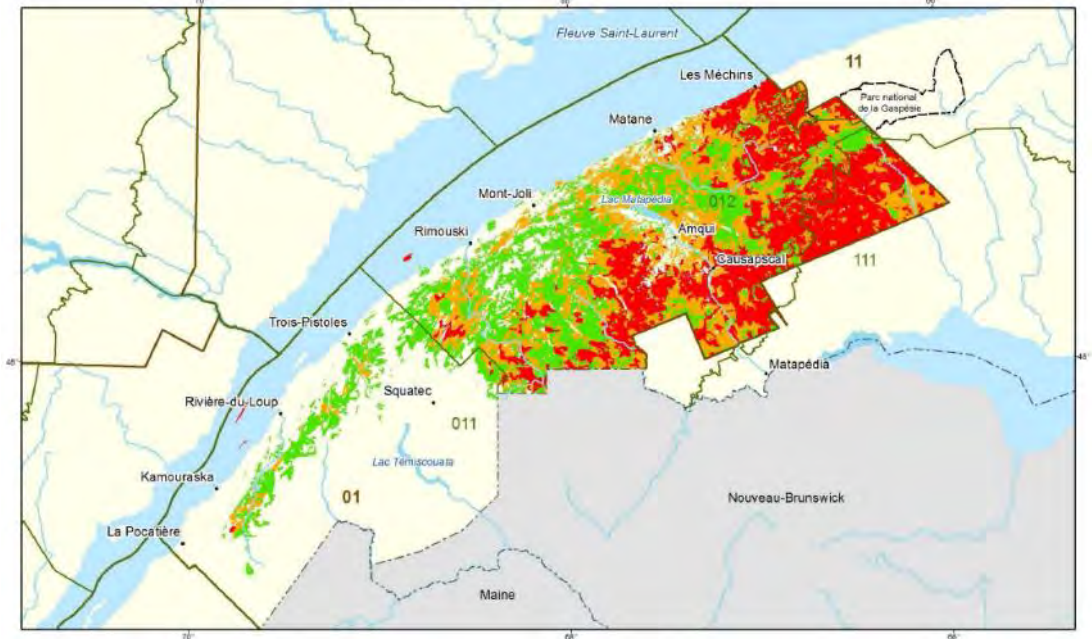 Fleuve Saint-Laurent
Les Méchins
11
Parc national
de la Gaspésie
Matane
Mont-Joli
Lac Matapédia
012
Rimouski
Amqui
Causapscal
111
Trois-Pistoles
48°
48°
Matapédia
Squatec
Rivière-du-Loup
011
Lac Témiscouata
Kamouraska
01
Nouveau-Brunswick
La Pocatière
Maine